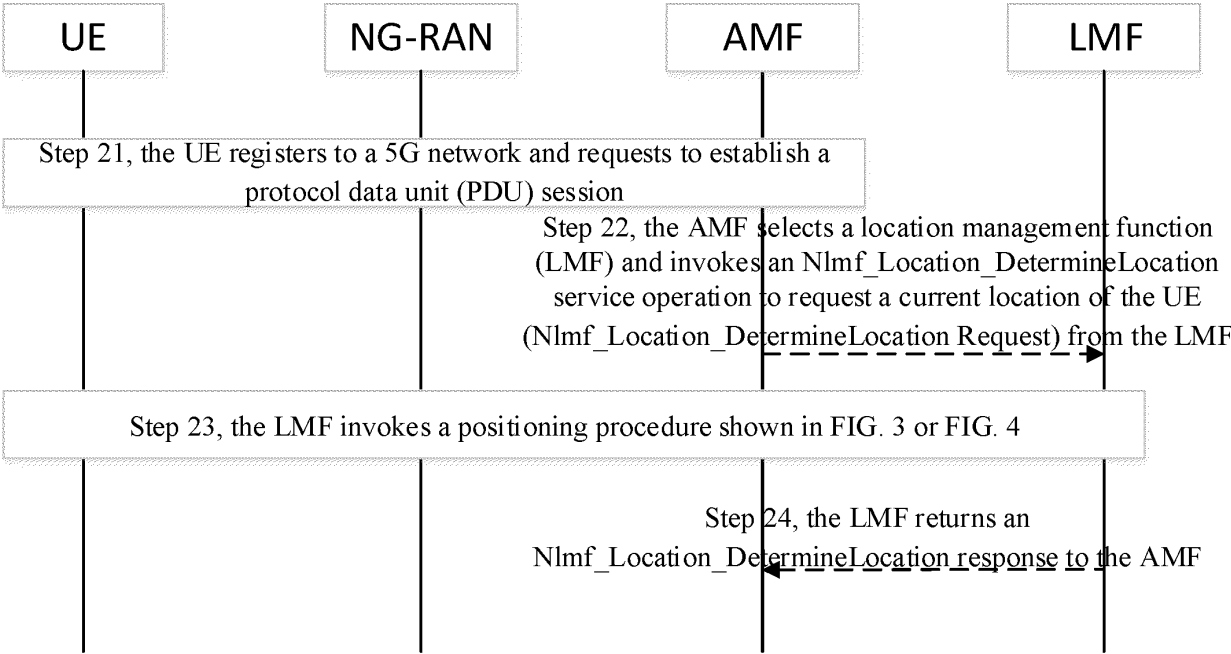 UE
NG-RAN
AMF
LMF
Step 21, the UE registers to a 5G network and requests to establish a
protocol data unit (PDU) session
Step 22, the AMF selects a location management function
(LMF) and invokes an Nlmf_Location_DetermineLocation
service operation to request a current location of the UE
(Nlmf_Location_DetermineLocation Request) from the LMF
Step 23, the LMF invokes a positioning procedure shown in FIG. 3 or FIG. 4
Step 24, the LMF returns an
Nlmf_Location_DetermineLocation response to the AMF